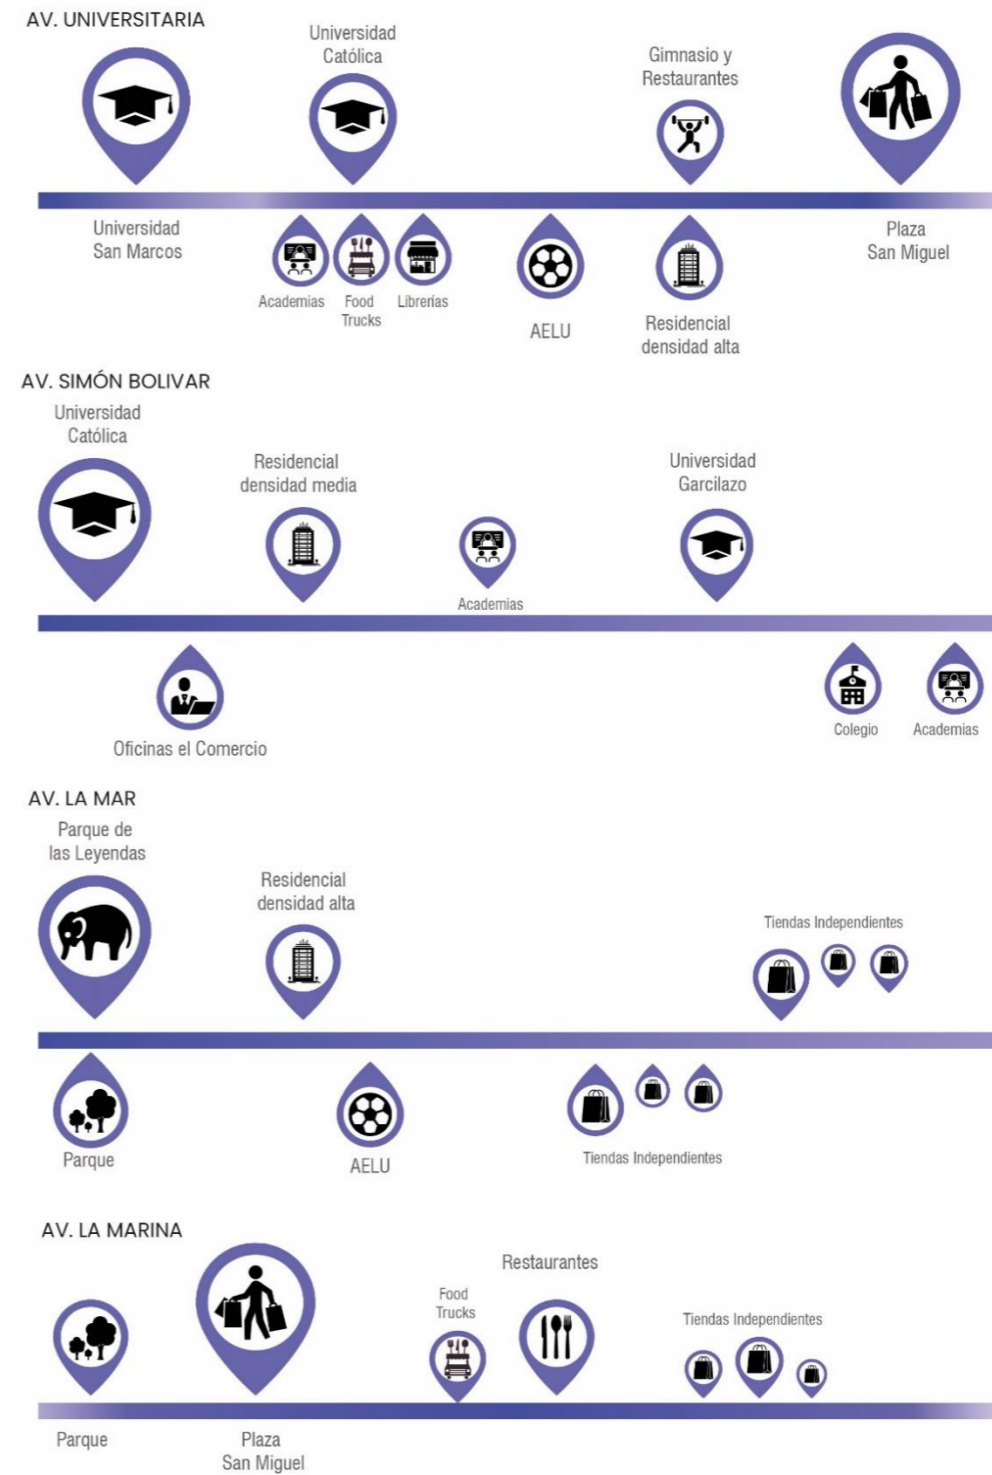 AV. UNIVERSITARIA
Universidad
Católica
Gimnasio y
Restaurantes
Universidad
San Marcos
Plaza
San Miguel
Academias
Food
Trucks
Librerías
AELU
Residencial
densidad alta
AV. SIMÓN BOLIVAR
Universidad
Católica
Residencial
densidad media
Academias
Universidad
Garcilazo
Oficinas el Comercio
Colegio
Academias
AV. LA MAR
Parque de
las Leyendas
Residencial
densidad alta
Tiendas Independientes
Parque
AELU
Tiendas Independientes
AV. LA MARINA
Food
Trucks
Restaurantes
Tiendas Independientes
Parque
Plaza
San Miguel